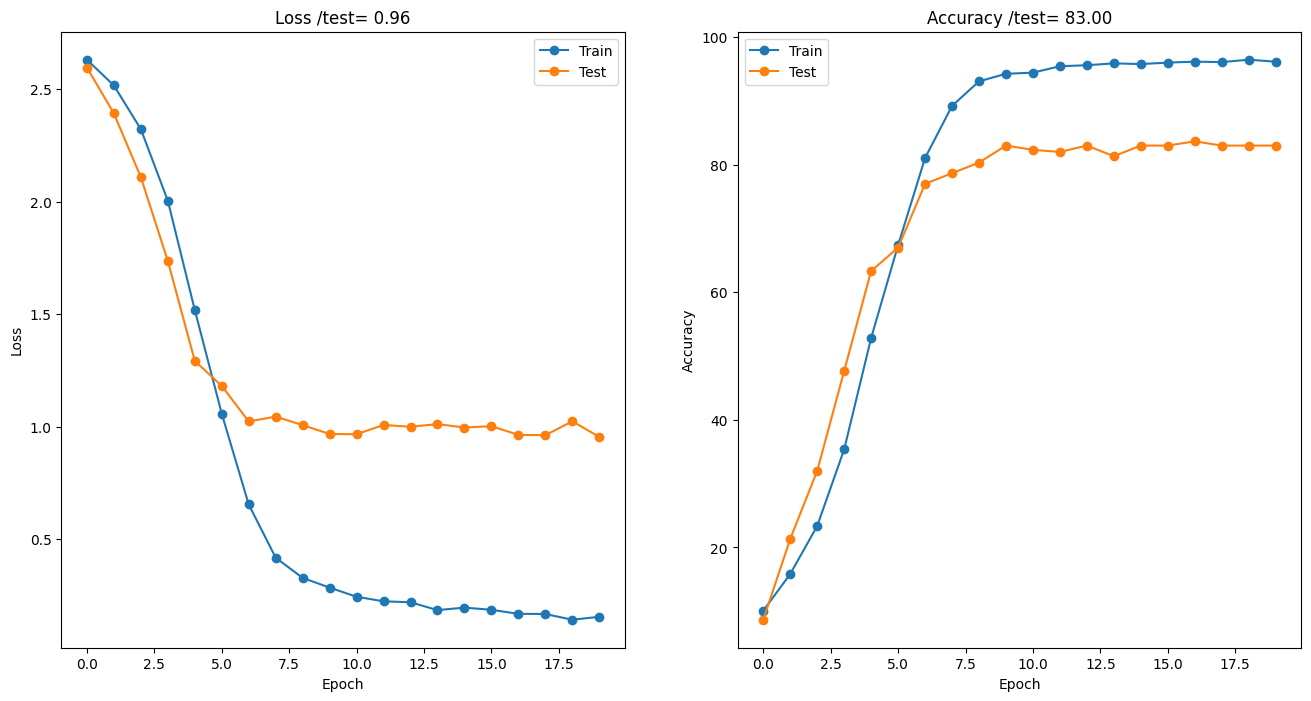 Loss /test= 0.96
Train
Test
2.5
2.0
1.5
1.0
0.5
Loss
0.0 2.5 5.0 7.5 10.0 12.5 15.0 17.5
Epoch
Accuracy /test= 83.00
Train
Test
100
80
60
40
20
Accuracy
0.0 2.5 5.0 7.5 10.0 12.5 15.0 17.5
Epoch